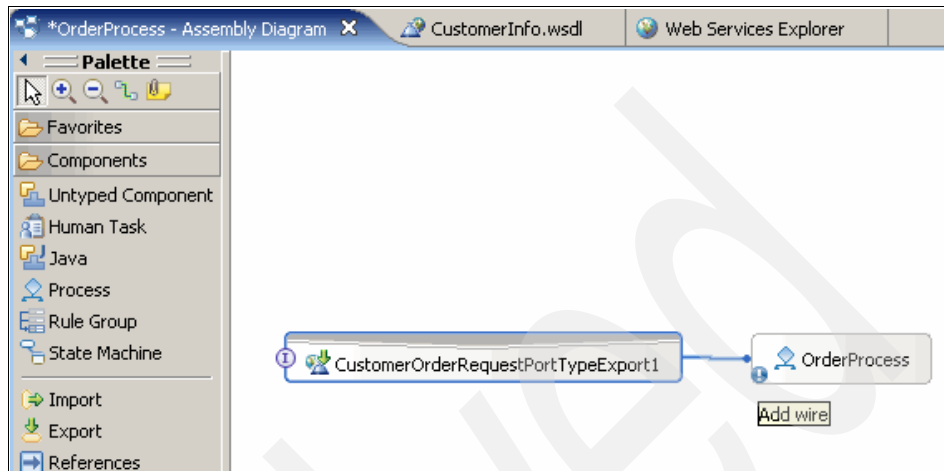 *OrderProcess - Assembly Diagram X
CustomerInfo.wsdl
Web Services Explorer
Palette
Favorites
Components
Untyped Component
Human Task
Java
Process
Rule Group
State Machine
Import
Export
References
I
CustomerOrderRequestPortTypeExport1
OrderProcess
Add wire